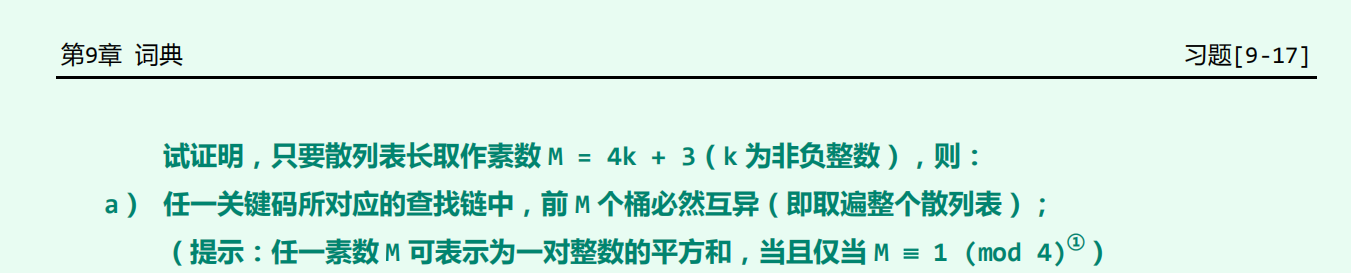 第9章 词典 习题[9-17]
试证明，只要散列表长取作素数 M = 4k + 3（k 为非负整数），则：
a） 任一关键码所对应的查找链中，前 M 个桶必然互异（即取遍整个散列表）；
（提示：任一素数 M 可表示为一对整数的平方和，当且仅当 M ≡ 1 (mod 4)①）